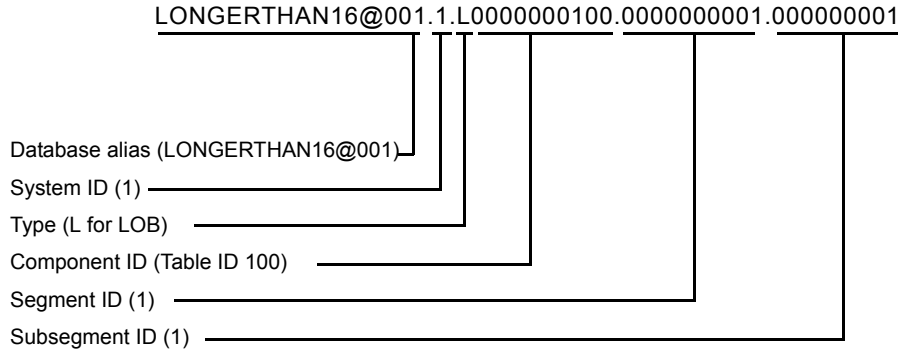 LONGERTHAN16@001.1.L0000000100.0000000001.000000001
Database alias (LONGERTHAN16@001)
System ID (1)
Type (L for LOB)
Component ID (Table ID 100)
Segment ID (1)
Subsegment ID (1)